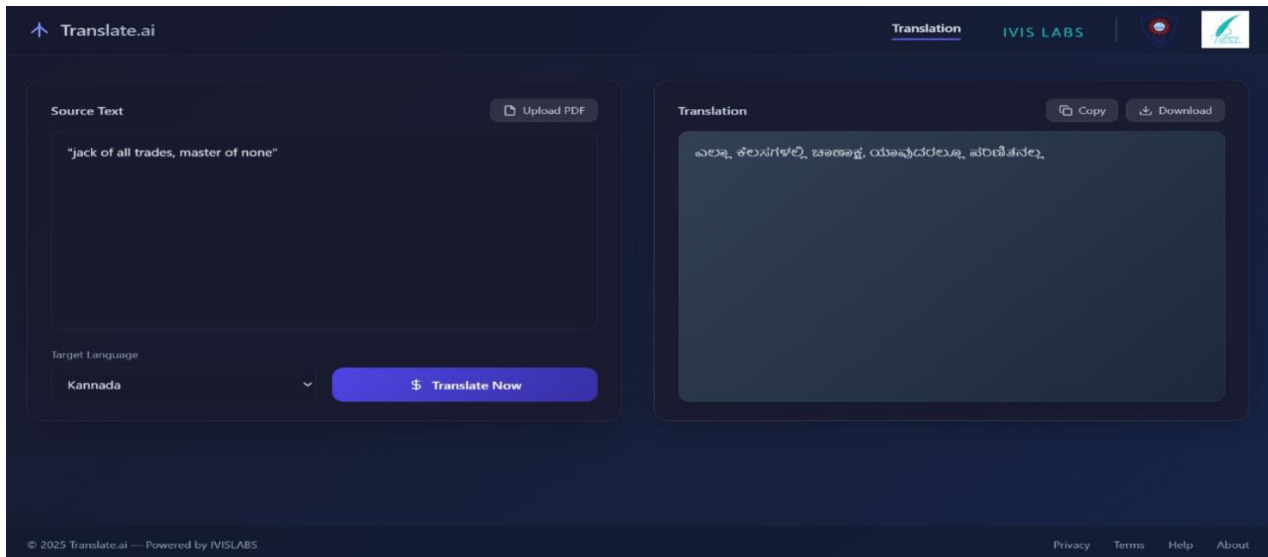 Translate.ai
Translation
IVIS LABS
Source Text
Upload PDF
"jack of all trades, master of none"
Target Language
Kannada
$ Translate Now
Translation
Copy
Download
ಎಲ್ಲಾ ಕೆಲಸಗಳಲ್ಲಿ ಚಾಣಾಕ್ಷ, ಯಾವುದರಲ್ಲೂ ಪರಿಣಿತನಲ್ಲ
© 2025 Translate.ai — Powered by IVISLABS
Privacy Terms Help About